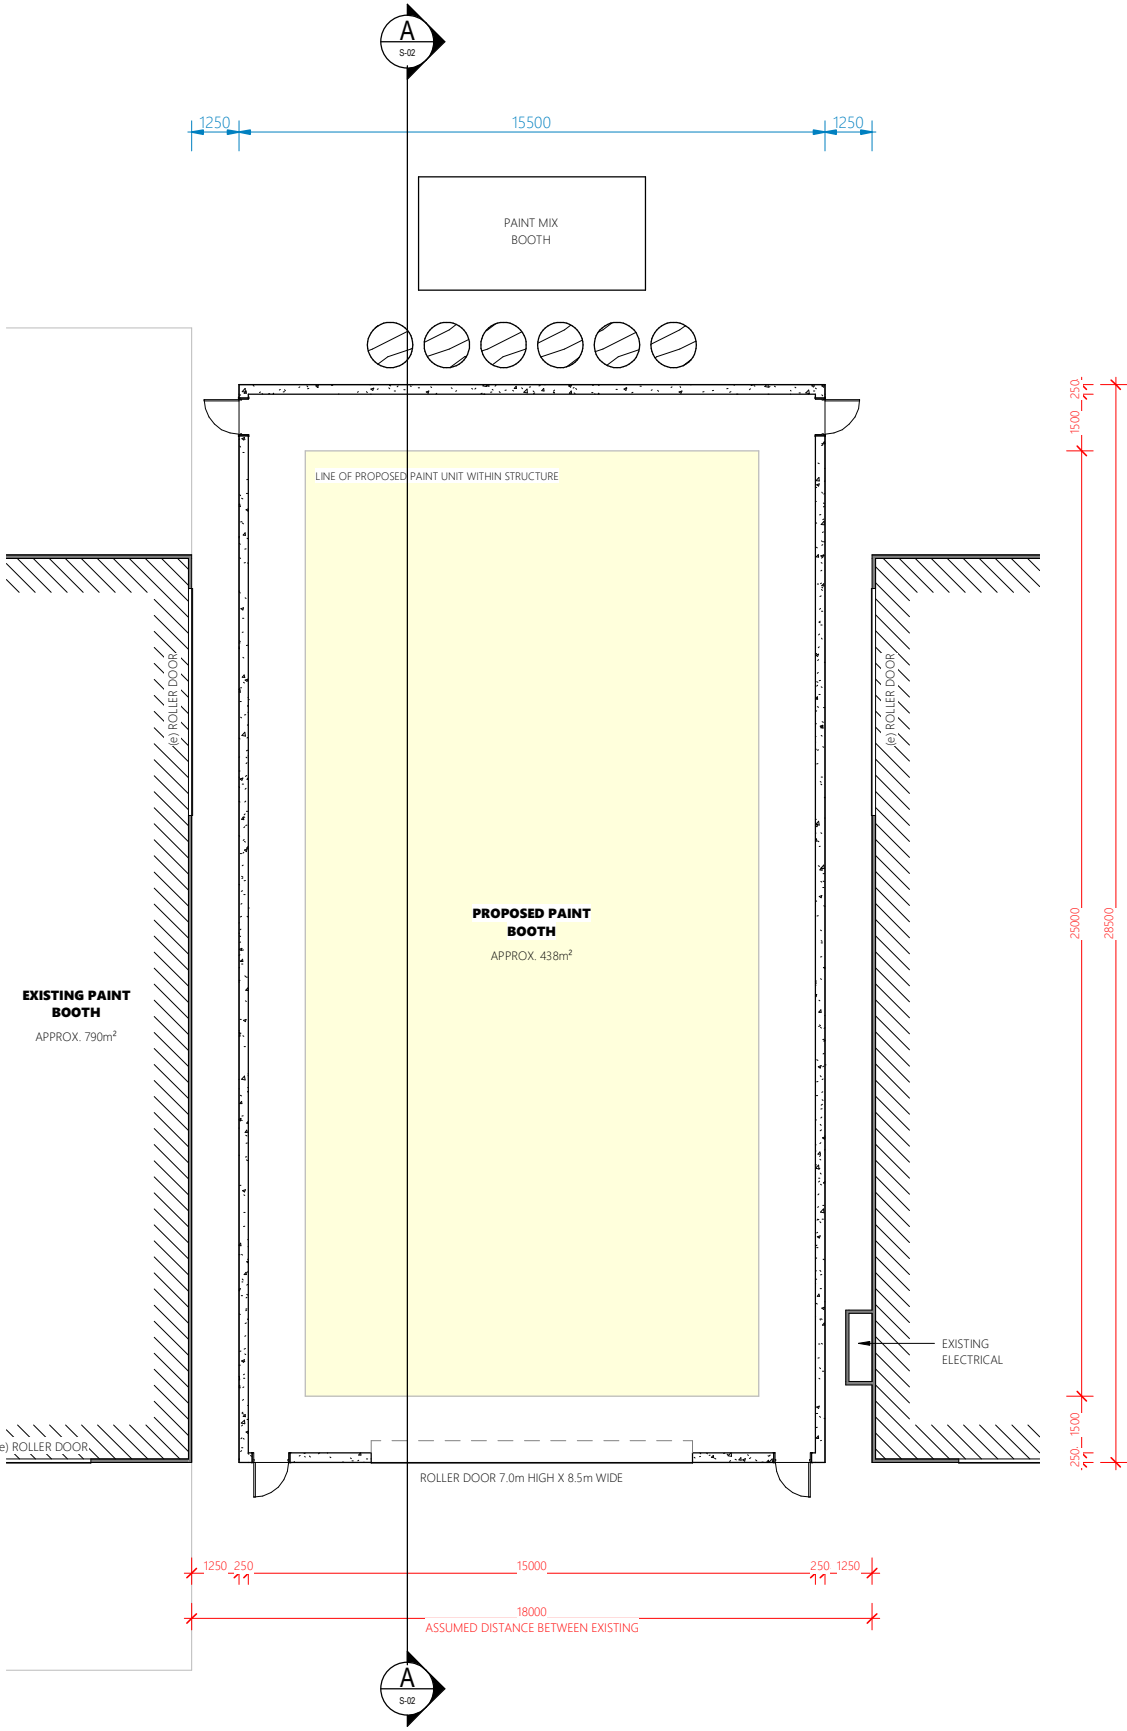 A
S-02
1250
15500
1250
PAINT MIX
BOOTH
250
1500
LINE OF PROPOSED PAINT UNIT WITHIN STRUCTURE
(e) ROLLER DOOR
(e) ROLLER DOOR
PROPOSED PAINT
BOOTH
APPROX. 438m²
25000
28500
EXISTING PAINT
BOOTH
APPROX. 790m²
EXISTING
ELECTRICAL
1500
250
e) ROLLER DOOR
ROLLER DOOR 7.0m HIGH X 8.5m WIDE
1250
250
15000
250
1250
18000
ASSUMED DISTANCE BETWEEN EXISTING
A
S-02